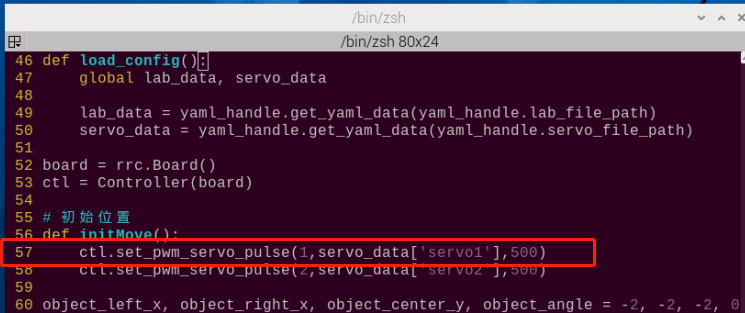 /bin/zsh
/bin/zsh 80x24
46 def load_config():
47     global lab_data, servo_data
48
49     lab_data = yaml_handle.get_yaml_data(yaml_handle.lab_file_path)
50     servo_data = yaml_handle.get_yaml_data(yaml_handle.servo_file_path)
51
52 board = rrc.Board()
53 ctl = Controller(board)
54
55 # 初始位置
56 def initMove():
57     ctl.set_pwm_servo_pulse(1,servo_data['servo1'],500)
58     ctl.set_pwm_servo_pulse(2,servo_data['servo2'],500)
59
60 object_left_x, object_right_x, object_center_y, object_angle = -2, -2, -2, 0